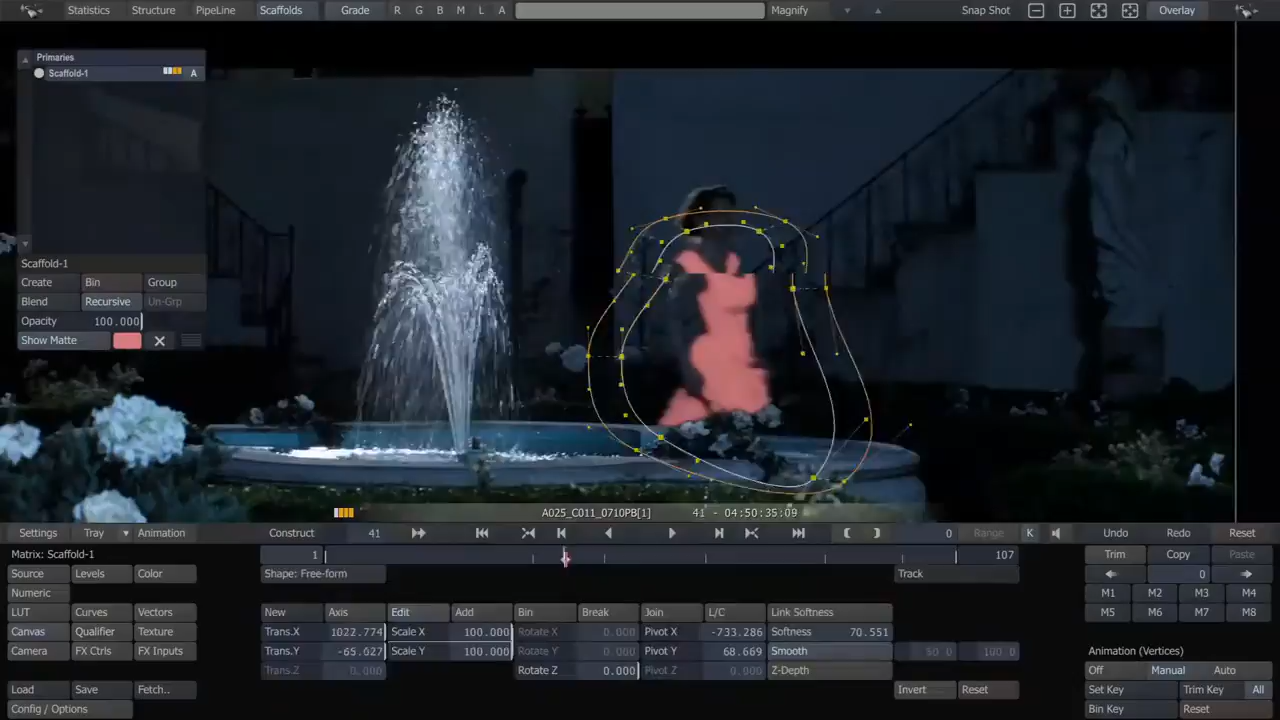 Statistics Structure PipeLine Scaffolds Grade R G B M L A Magnify Snap Shot Overlay
Primaries
Scaffold-1 A
Scaffold-1
Create Bin Group
Blend Recursive Un-Grp
Opacity 100.000
Show Matte
A025_C011_0710PB[1] 41 - 04:50:35:09
Settings Tray Animation Construct 41 0 Range K Trim Undo Redo Reset
Matrix: Scaffold-1 1 107 Trim Copy Paste
Source Levels Color Shape: Free-form Track 0
Numeric M1 M2 M3 M4
LUT Curves Vectors New Axis Edit Add Bin Break Join L/C Link Softness M5 M6 M7 M8
Canvas Qualifier Texture Trans.X 1022.774 Scale X 100.000 Rotate X 0.000 Pivot X -733.286 Softness 70.551
Camera FX Ctrls FX Inputs Trans.Y -65.027 Scale Y 100.000 Rotate Y 0.000 Pivot Y 68.669 Smooth 50 0 100 0 Animation (Vertices)
Trans.Z 0.000 Rotate Z 0.000 Pivot Z 0.000 Z-Depth Off Manual Auto
Load Save Fetch.. Invert Reset Set Key Trim Key All
Config / Options Bin Key Reset